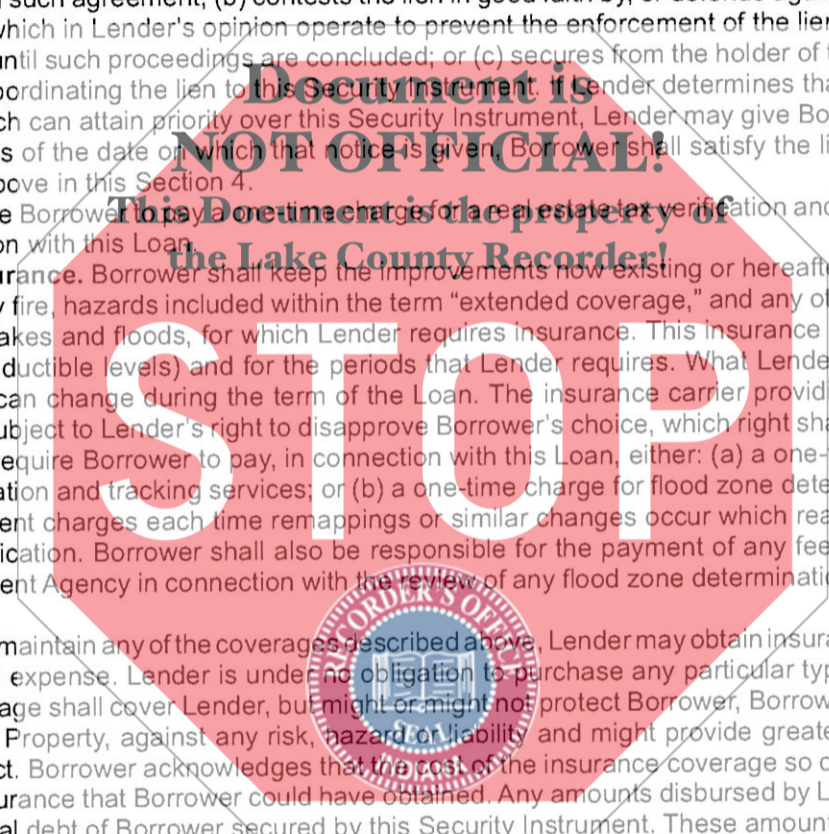 such agreement; (b) contests the lien in good faith by, or defends again
which in Lender's opinion operate to prevent the enforcement of the lien
ntil such proceedings are concluded; or (c) secures from the holder of
ordinating the lien to this Security Instrument. If Lender determines tha
ch can attain priority over this Security Instrument, Lender may give Bo
s of the date on which that notice is given, Borrower shall satisfy the li
ove in this Section 4.
e Borrower to pay a one-time charge for a real estate tax verification and
on with this Loan.
urance. Borrower shall keep the improvements now existing or hereafte
y fire, hazards included within the term “extended coverage,” and any ot
akes and floods, for which Lender requires insurance. This insurance
ductible levels) and for the periods that Lender requires. What Lende
can change during the term of the Loan. The insurance carrier providi
ubject to Lender's right to disapprove Borrower's choice, which right sha
equire Borrower to pay, in connection with this Loan, either: (a) a one-
ation and tracking services; or (b) a one-time charge for flood zone dete
ent charges each time remappings or similar changes occur which rea
ication. Borrower shall also be responsible for the payment of any fee
ent Agency in connection with the review of any flood zone determinatio
maintain any of the coverages described above, Lender may obtain insura
expense. Lender is under no obligation to purchase any particular typ
age shall cover Lender, but might or might not protect Borrower, Borrow
Property, against any risk, hazard or liability and might provide greate
ct. Borrower acknowledges that the cost of the insurance coverage so o
urance that Borrower could have obtained. Any amounts disbursed by L
al debt of Borrower secured by this Security Instrument. These amoun
Document is
NOT OFFICIAL!
This Document is the property of
the Lake County Recorder!
STOP
RECORDER'S OFFICE
SEAL
INDIANA